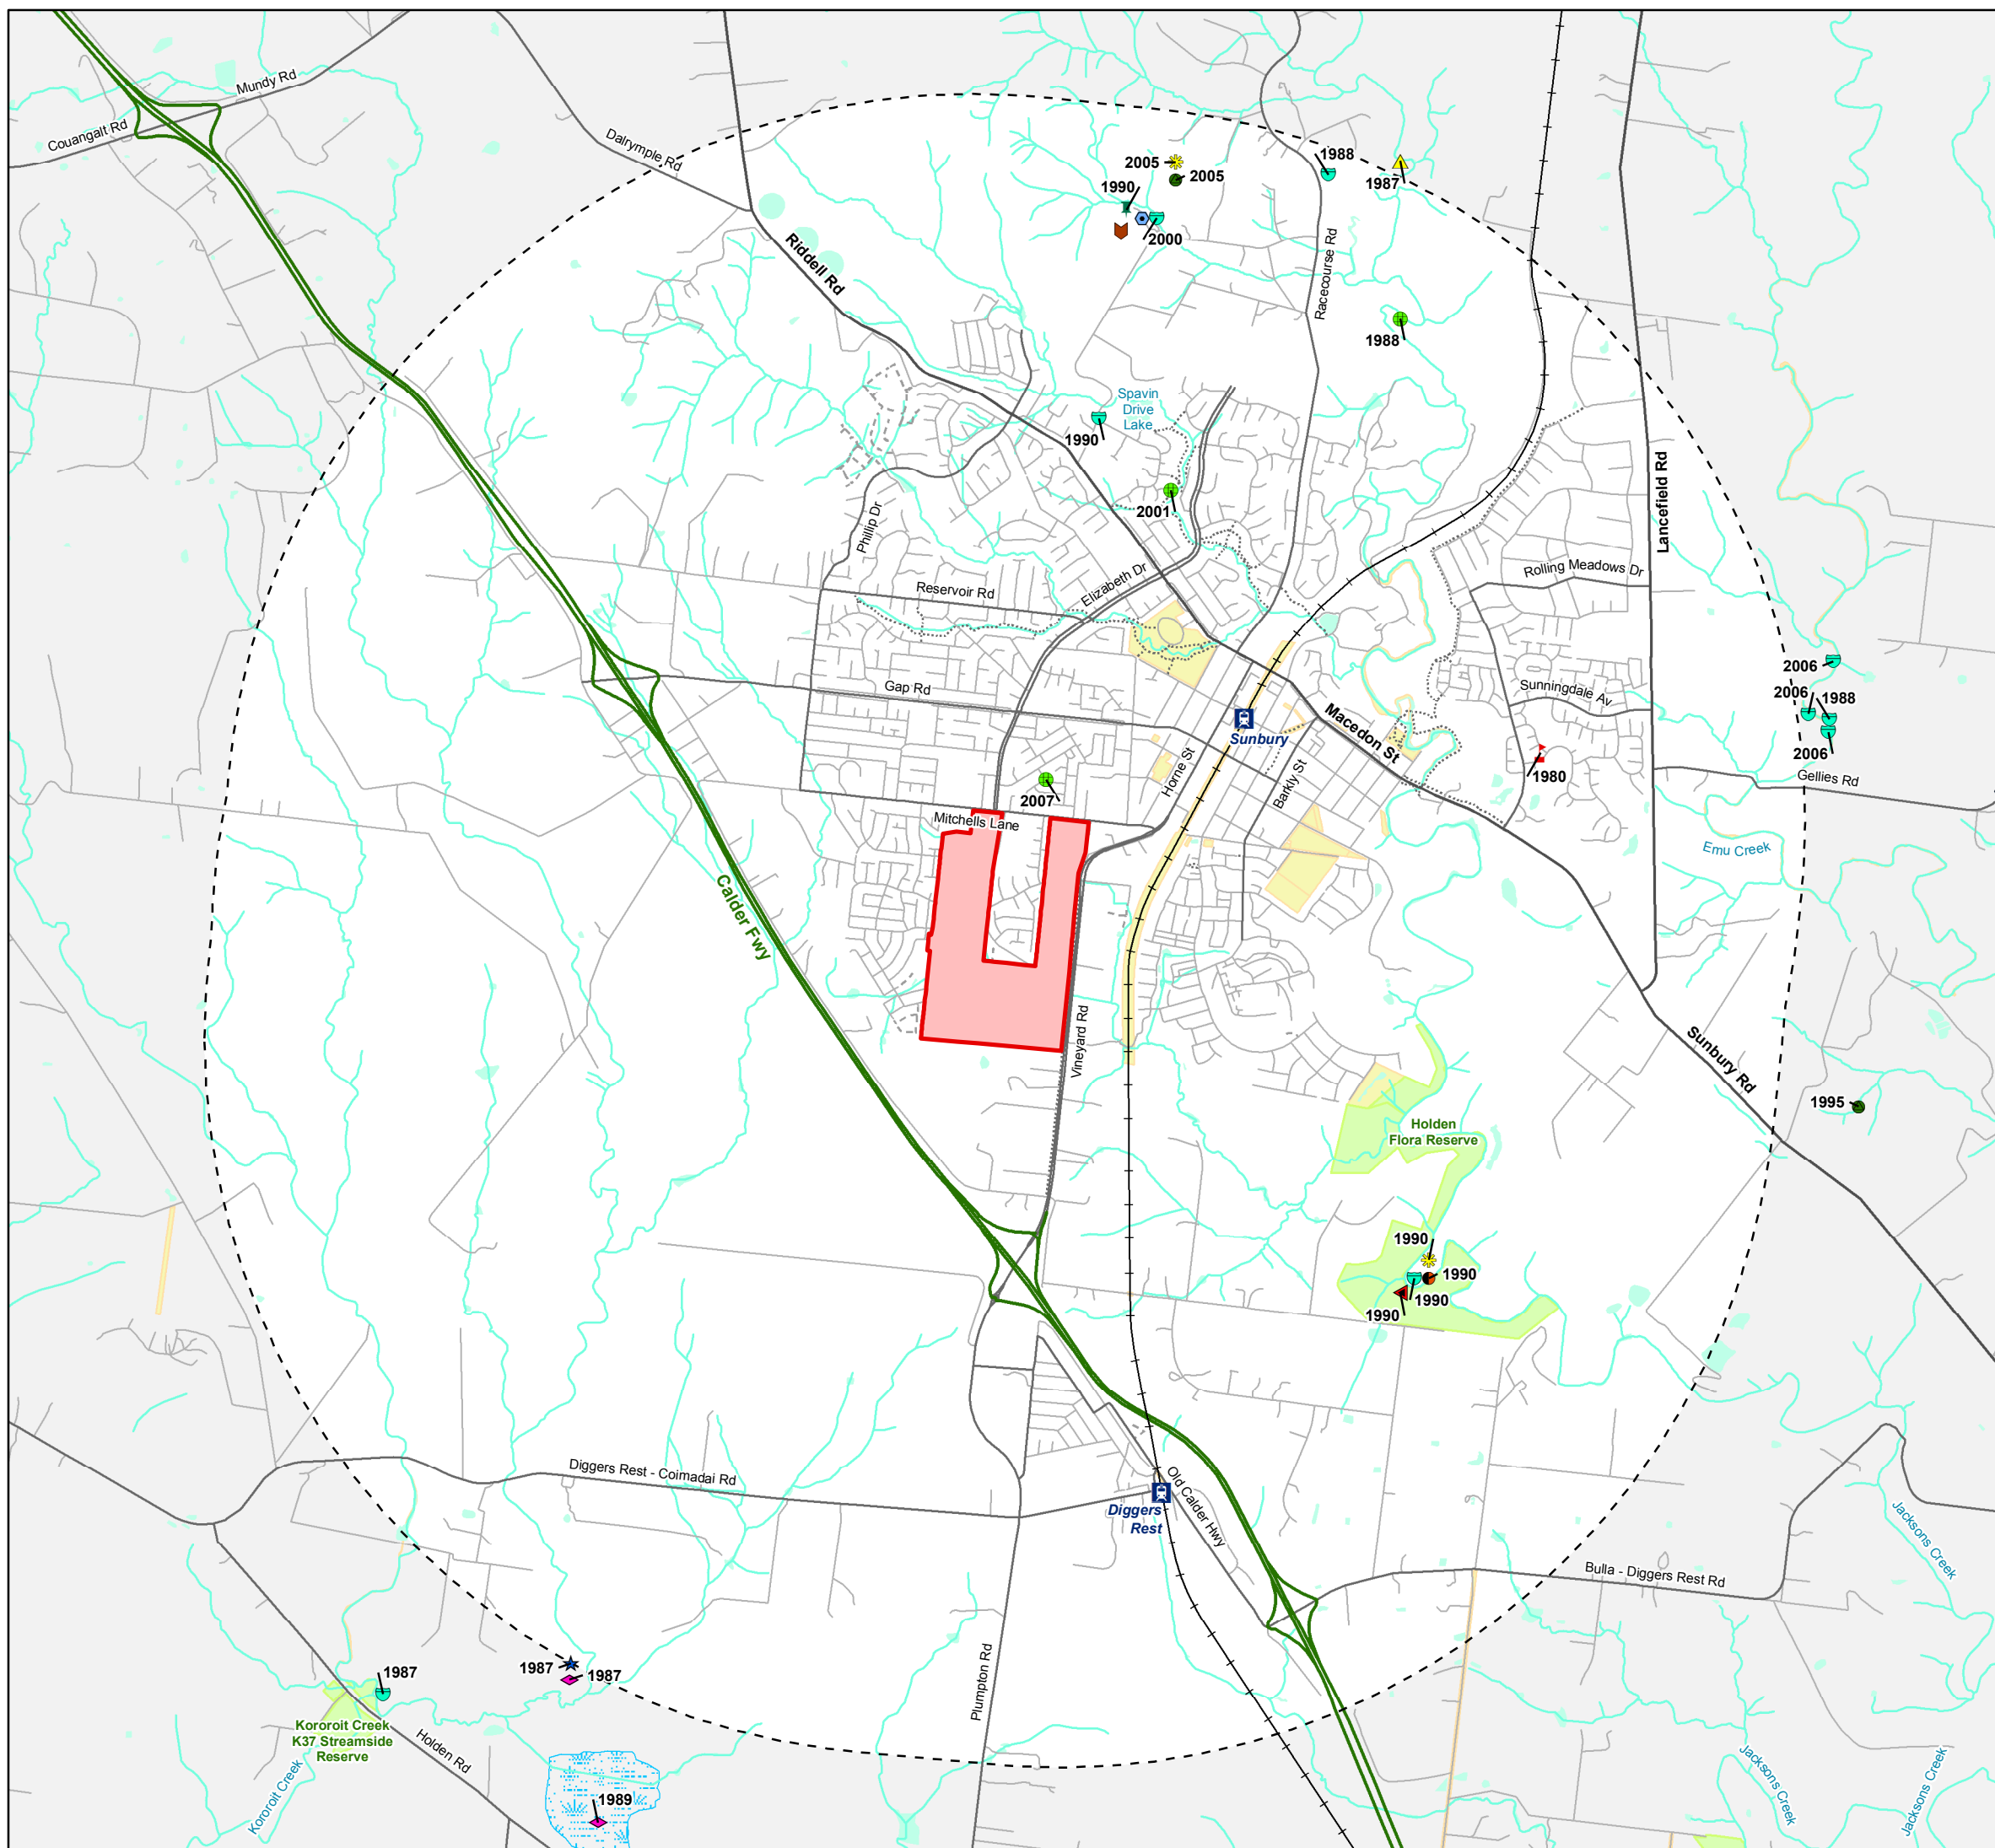 Mundy Rd
Couangalt Rd
Dalrymple Rd
Riddell Rd
2005
2005
1990
2000
1988
1987
Racecourse Rd
1988
Spavin
Drive
Lake
1990
2001
Phillip Dr
Reservoir Rd
Elizabeth Dr
Lancefield Rd
Rolling Meadows Dr
Gap Rd
Sunningdale Av
2006
2006
1988
2006
Sunbury
Macedon St
Horne St
Barkly St
1980
Gellies Rd
2007
Mitchells Lane
Emu Creek
Calder Fwy
Vineyard Rd
Sunbury Rd
1995
Holden
Flora Reserve
1990
1990
1990
1990
Diggers Rest - Coimadai Rd
Diggers
Rest
Old Calder Hwy
Jacksons Creek
Bulla - Diggers Rest Rd
Plumpton Rd
1987
1987
1987
Kororoit Creek
K37 Streamside
Reserve
Holden Rd
Kororoit Creek
1989
Jacksons Creek
Jacksons Creek